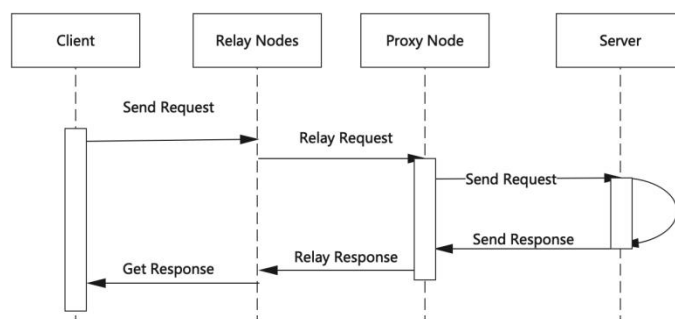 Client
Relay Nodes
Proxy Node
Server
Send Request
Relay Request
Send Request
Send Response
Relay Response
Get Response